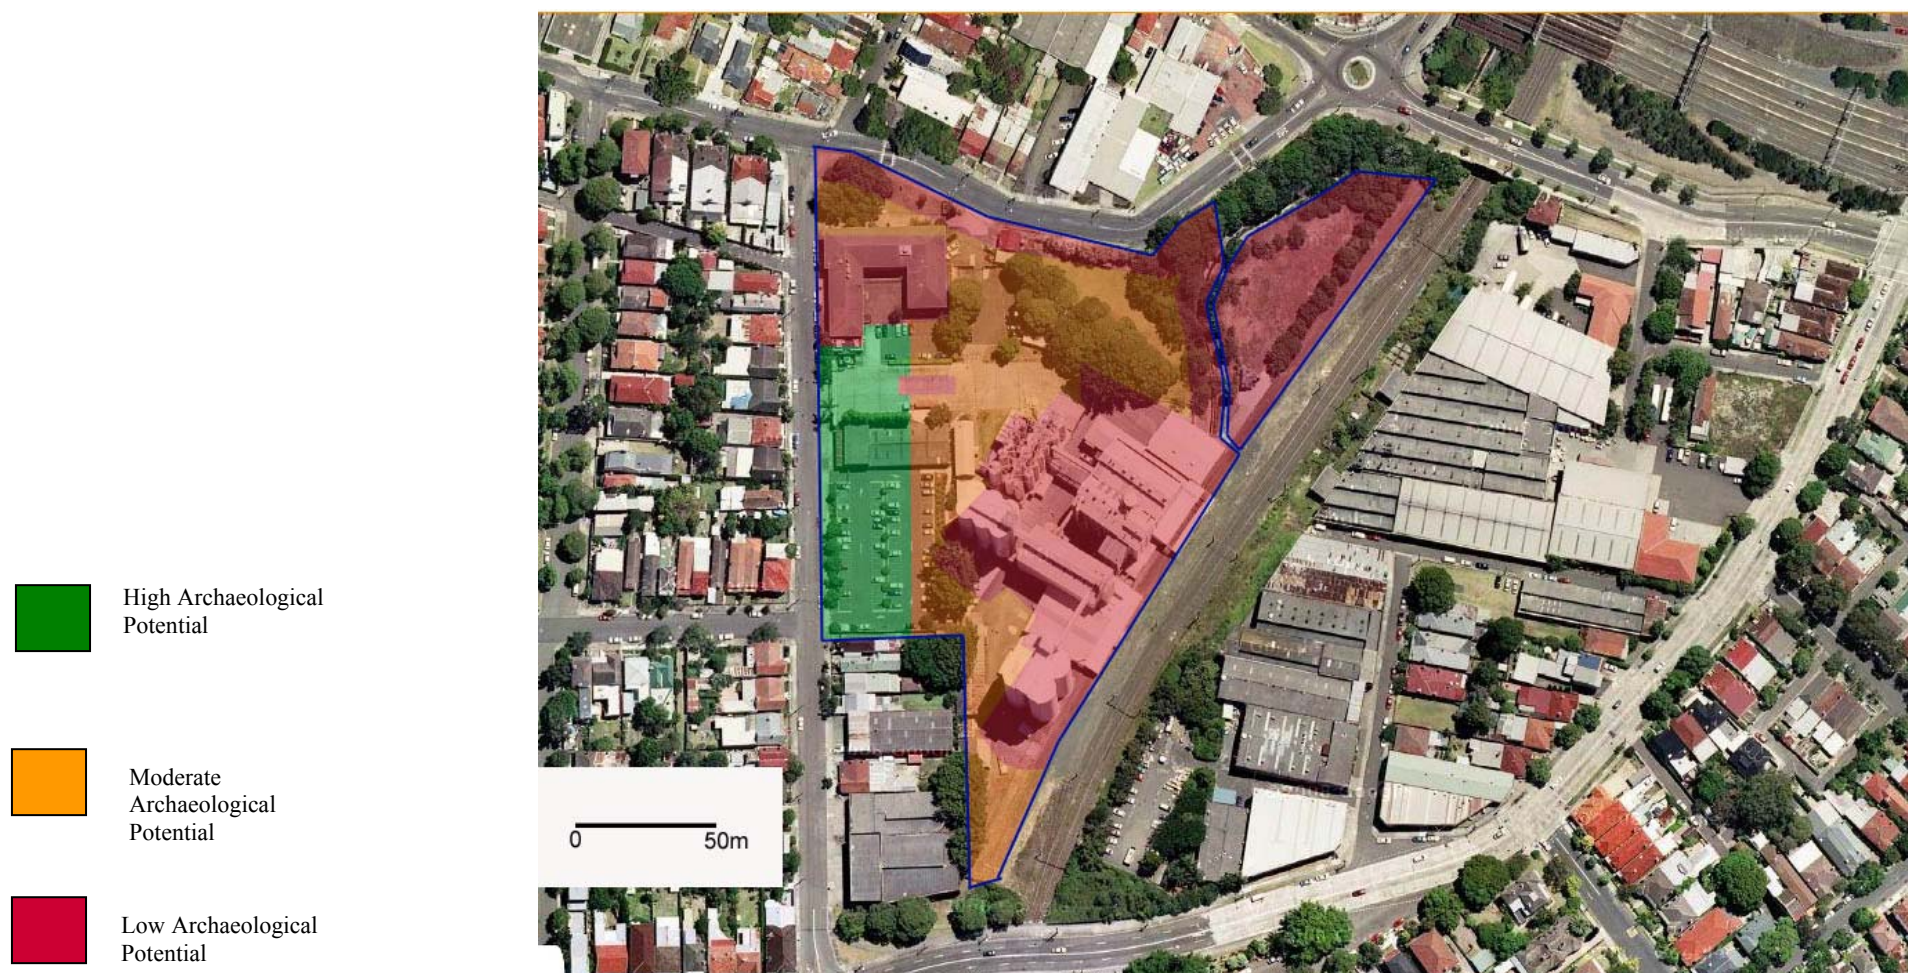 High Archaeological
Potential
Moderate
Archaeological
Potential
0 50m
Low Archaeological
Potential